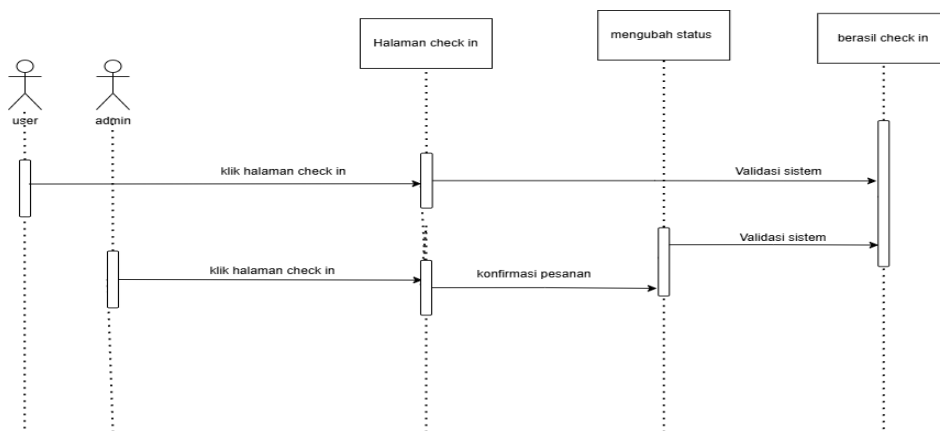 Halaman check in
mengubah status
berasil check in
user
admin
klik halaman check in
Validasi sistem
Validasi sistem
klik halaman check in
konfirmasi pesanan